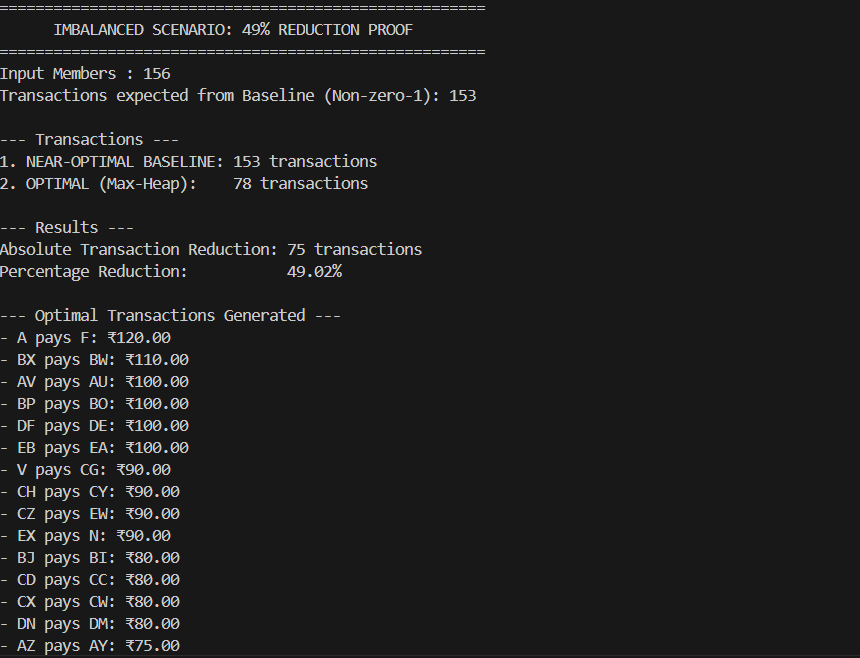 ======================================================
IMBALANCED SCENARIO: 49% REDUCTION PROOF
======================================================
Input Members : 156
Transactions expected from Baseline (Non-zero-1): 153
--- Transactions ---
1. NEAR-OPTIMAL BASELINE: 153 transactions
2. OPTIMAL (Max-Heap): 78 transactions
--- Results ---
Absolute Transaction Reduction: 75 transactions
Percentage Reduction: 49.02%
--- Optimal Transactions Generated ---
- A pays F: ₹120.00
- BX pays BW: ₹110.00
- AV pays AU: ₹100.00
- BP pays BO: ₹100.00
- DF pays DE: ₹100.00
- EB pays EA: ₹100.00
- V pays CG: ₹90.00
- CH pays CY: ₹90.00
- CZ pays EW: ₹90.00
- EX pays N: ₹90.00
- BJ pays BI: ₹80.00
- CD pays CC: ₹80.00
- CX pays CW: ₹80.00
- DN pays DM: ₹80.00
- AZ pays AY: ₹75.00